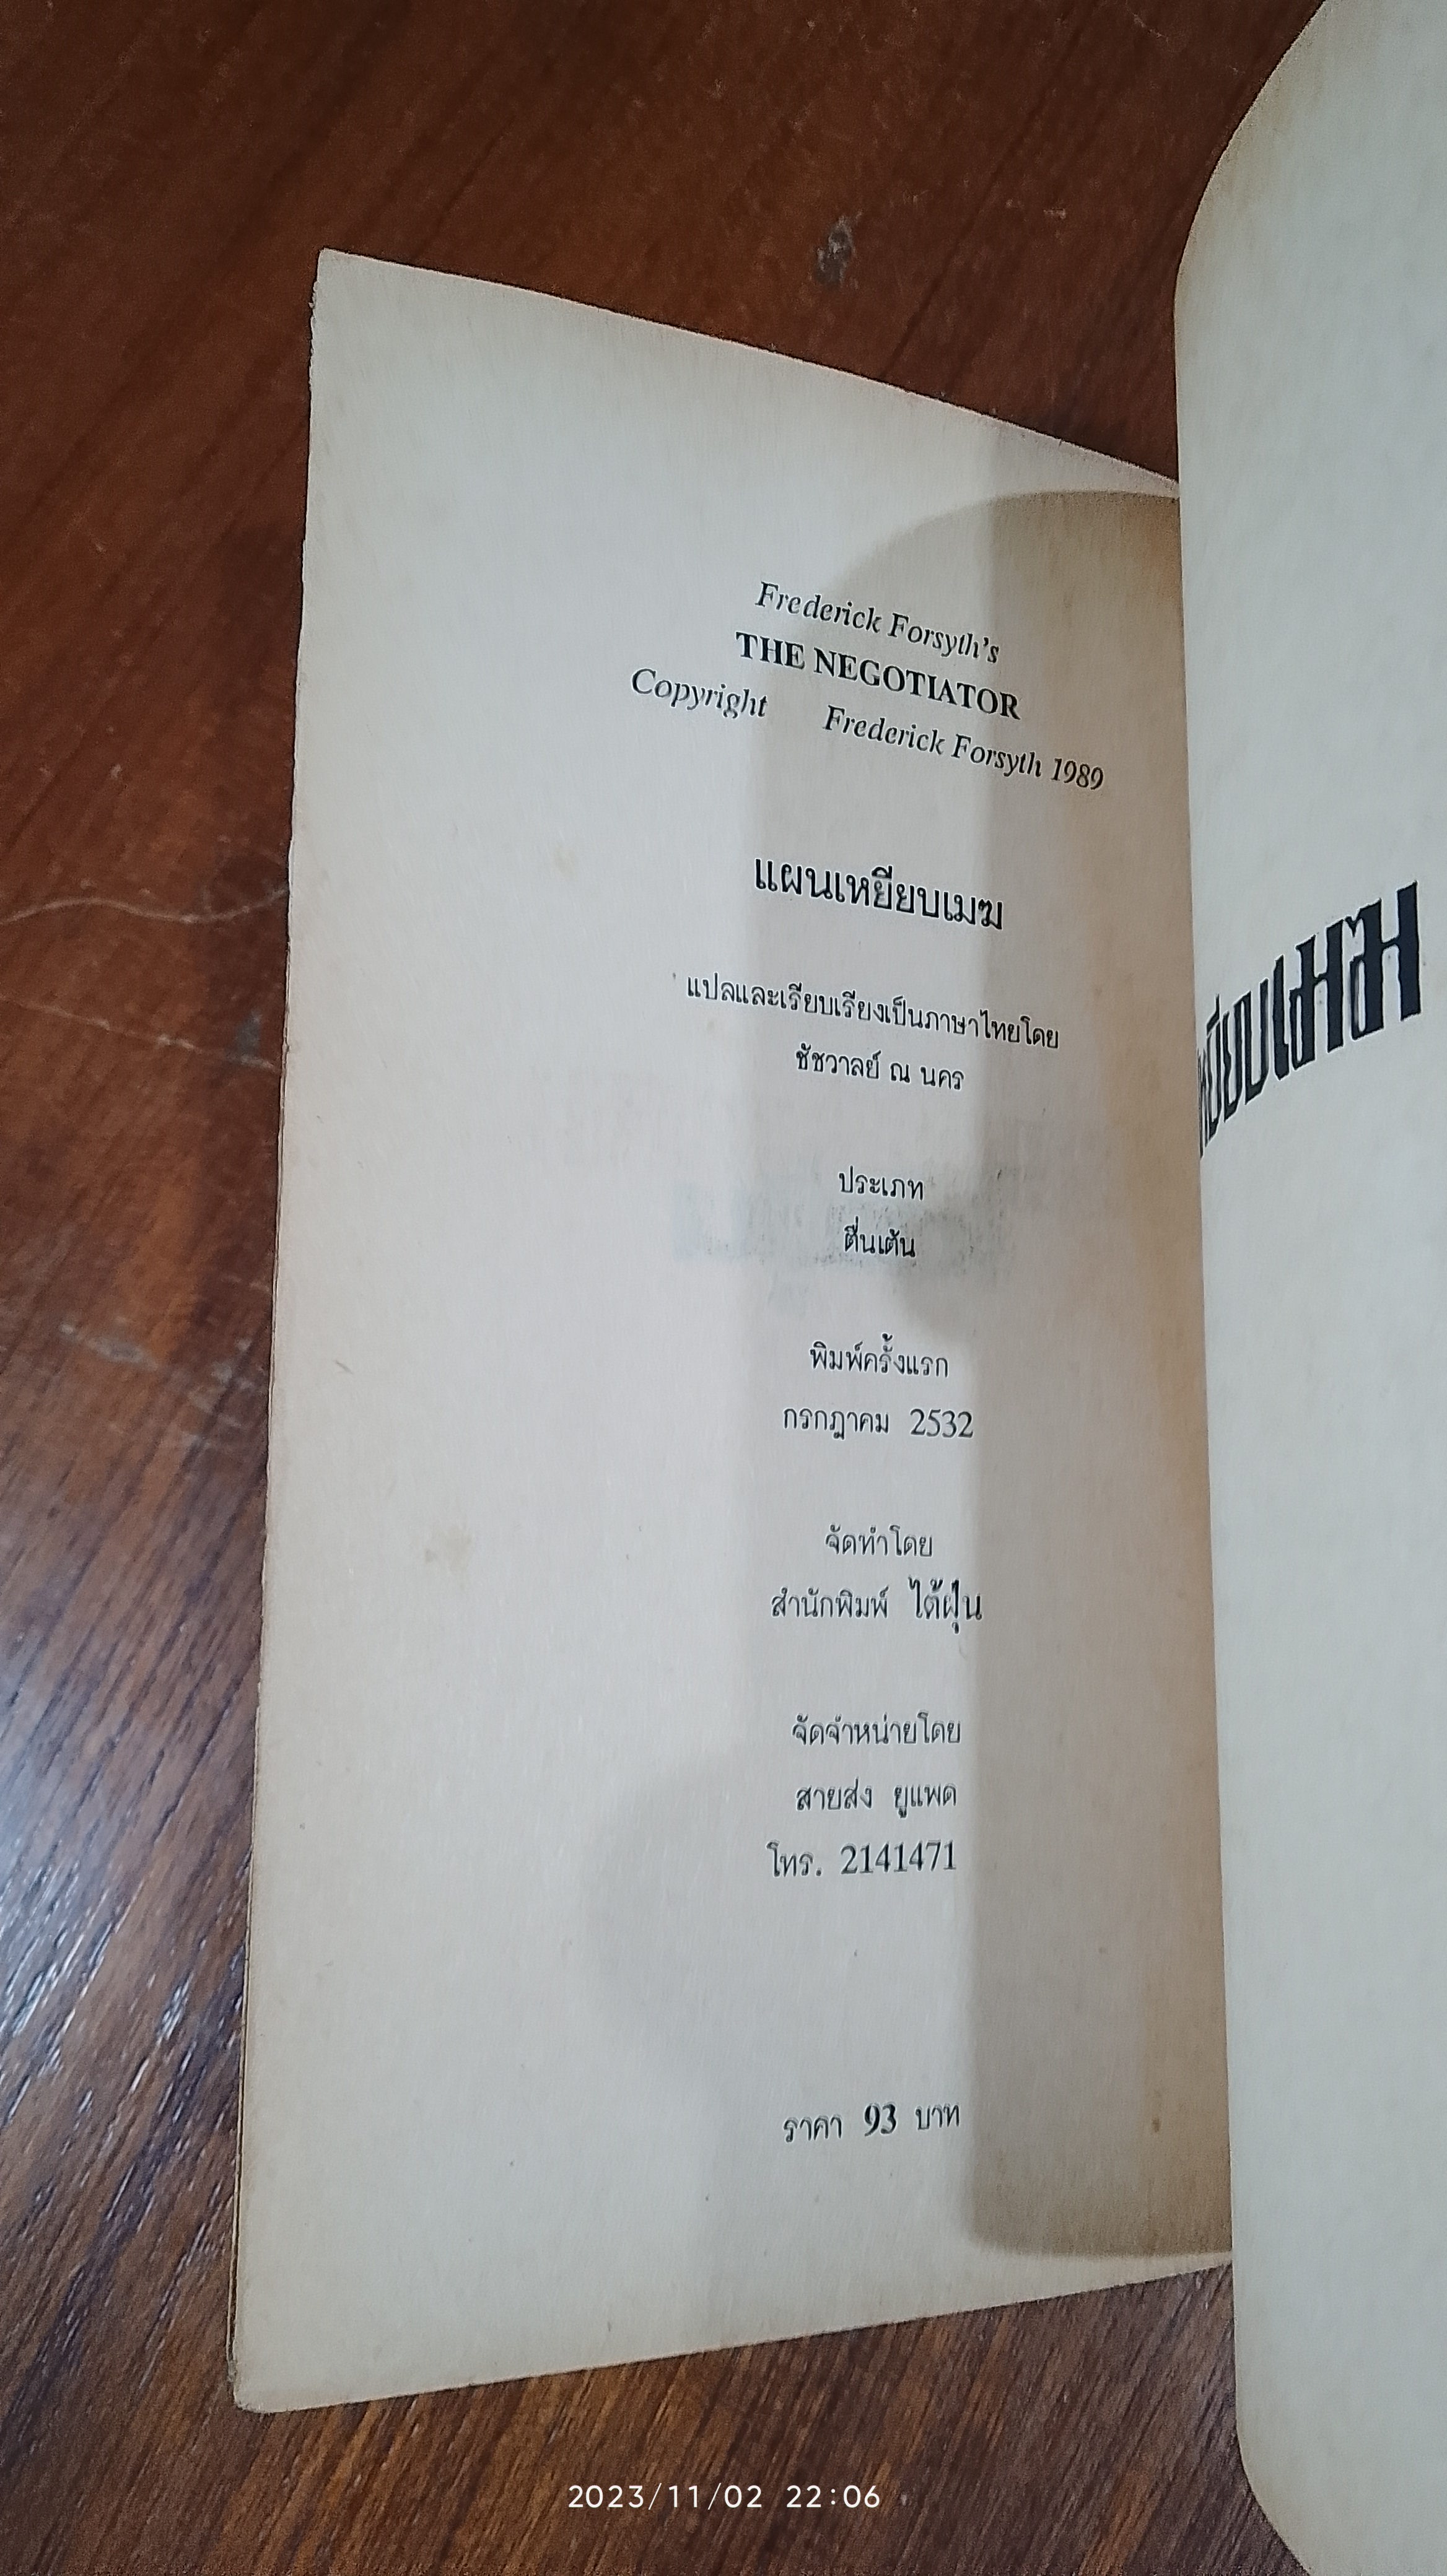 Frederick Forsyth's
THE NEGOTIATOR
Copyright Frederick Forsyth 1989
แผนเหยียบเมฆ
แปลและเรียบเรียงเป็นภาษาไทยโดย
ชัชวาลย์ ณ นคร
ประเภท
ตื่นเต้น
พิมพ์ครั้งแรก
กรกฎาคม 2532
จัดทำโดย
สำนักพิมพ์ ไต้ฝุ่น
จัดจำหน่ายโดย
สายส่ง ยูแพด
โทร. 2141471
ราคา 93 บาท
หยียบเมฆ
2023/11/02 22:06